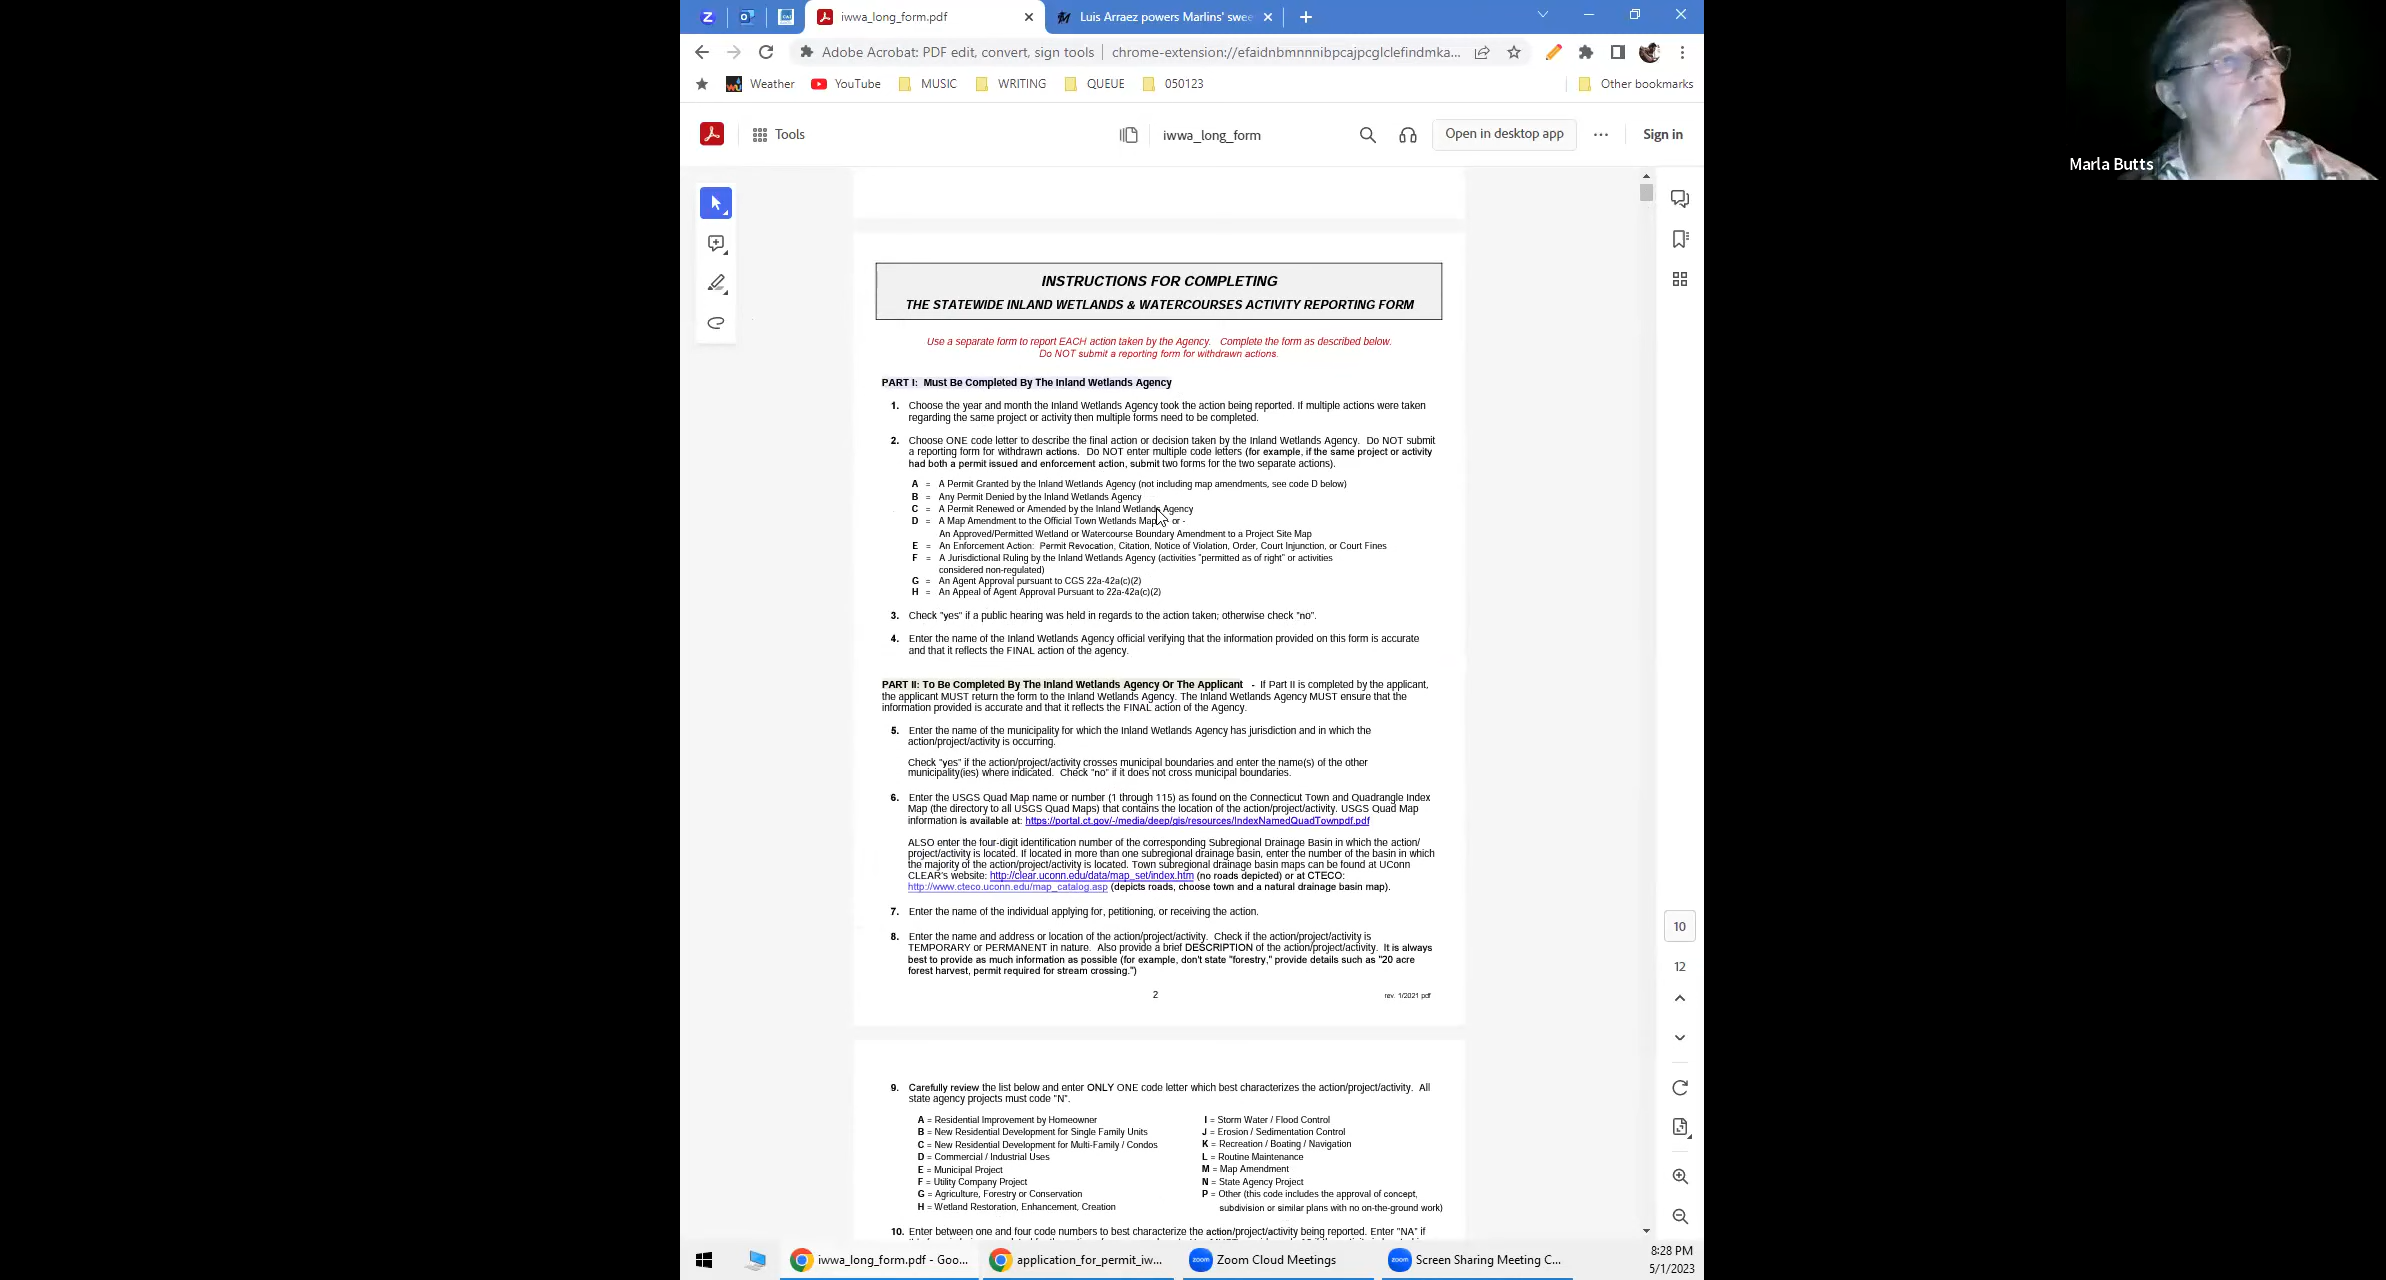 iwwa_long_form.pdf
Luis Arraez powers Marlins' swee
Adobe Acrobat: PDF edit, convert, sign tools | chrome-extension://efaidnbmnnnibpcajpcglclefindmka...
Weather YouTube MUSIC WRITING QUEUE 050123 Other bookmarks
Tools iwwa_long_form Open in desktop app Sign in
Marla Butts
INSTRUCTIONS FOR COMPLETING
THE STATEWIDE INLAND WETLANDS & WATERCOURSES ACTIVITY REPORTING FORM
Use a separate form to report EACH action taken by the Agency. Complete the form as described below.
Do NOT submit a reporting form for withdrawn actions.
PART I: Must Be Completed By The Inland Wetlands Agency
1. Choose the year and month the Inland Wetlands Agency took the action being reported. If multiple actions were taken
regarding the same project or activity then multiple forms need to be completed.
2. Choose ONE code letter to describe the final action or decision taken by the Inland Wetlands Agency. Do NOT submit
a reporting form for withdrawn actions. Do NOT enter multiple code letters (for example, if the same project or activity
had both a permit issued and enforcement action, submit two forms for the two separate actions).
A = A Permit Granted by the Inland Wetlands Agency (not including map amendments, see code D below)
B = Any Permit Denied by the Inland Wetlands Agency
C = A Permit Renewed or Amended by the Inland Wetlands Agency
D = A Map Amendment to the Official Town Wetlands Map - or -
An Approved/Permitted Wetland or Watercourse Boundary Amendment to a Project Site Map
E = An Enforcement Action: Permit Revocation, Citation, Notice of Violation, Order, Court Injunction, or Court Fines
F = A Jurisdictional Ruling by the Inland Wetlands Agency (activities "permitted as of right" or activities
considered non-regulated)
G = An Agent Approval pursuant to CGS 22a-42a(c)(2)
H = An Appeal of Agent Approval Pursuant to 22a-42a(c)(2)
3. Check "yes" if a public hearing was held in regards to the action taken; otherwise check "no".
4. Enter the name of the Inland Wetlands Agency official verifying that the information provided on this form is accurate
and that it reflects the FINAL action of the agency.
PART II: To Be Completed By The Inland Wetlands Agency Or The Applicant - If Part II is completed by the applicant,
the applicant MUST return the form to the Inland Wetlands Agency. The Inland Wetlands Agency MUST ensure that the
information provided is accurate and that it reflects the FINAL action of the Agency.
5. Enter the name of the municipality for which the Inland Wetlands Agency has jurisdiction and in which the
action/project/activity is occurring.
Check "yes" if the action/project/activity crosses municipal boundaries and enter the name(s) of the other
municipality(ies) where indicated. Check "no" if it does not cross municipal boundaries.
6. Enter the USGS Quad Map name or number (1 through 115) as found on the Connecticut Town and Quadrangle Index
Map (the directory to all USGS Quad Maps) that contains the location of the action/project/activity. USGS Quad Map
information is available at: https://portal.ct.gov/-/media/deep/gis/resources/IndexNamedQuadTownpdf.pdf
ALSO enter the four-digit identification number of the corresponding Subregional Drainage Basin in which the action/
project/activity is located. If located in more than one subregional drainage basin, enter the number of the basin in which
the majority of the action/project/activity is located. Town subregional drainage basin maps can be found at UConn
CLEAR's website: http://clear.uconn.edu/data/map_set/index.htm (no roads depicted) or at CTECO:
http://www.cteco.uconn.edu/map_catalog.asp (depicts roads, choose town and a natural drainage basin map).
7. Enter the name of the individual applying for, petitioning, or receiving the action.
8. Enter the name and address or location of the action/project/activity. Check if the action/project/activity is
TEMPORARY or PERMANENT in nature. Also provide a brief DESCRIPTION of the action/project/activity. It is always
best to provide as much information as possible (for example, don't state "forestry," provide details such as "20 acre
forest harvest, permit required for stream crossing.")
2 rev. 1/2021 pdf
10
12
9. Carefully review the list below and enter ONLY ONE code letter which best characterizes the action/project/activity. All
state agency projects must code "N".
A = Residential Improvement by Homeowner
B = New Residential Development for Single Family Units
C = New Residential Development for Multi-Family / Condos
D = Commercial / Industrial Uses
E = Municipal Project
F = Utility Company Project
G = Agriculture, Forestry or Conservation
H = Wetland Restoration, Enhancement, Creation
I = Storm Water / Flood Control
J = Erosion / Sedimentation Control
K = Recreation / Boating / Navigation
L = Routine Maintenance
M = Map Amendment
N = State Agency Project
P = Other (this code includes the approval of concept,
subdivision or similar plans with no on-the-ground work)
10. Enter between one and four code numbers to best characterize the action/project/activity being reported. Enter "NA" if
iwwa_long_form.pdf - Goo... application_for_permit_iw... Zoom Cloud Meetings Screen Sharing Meeting C... 8:28 PM
5/1/2023